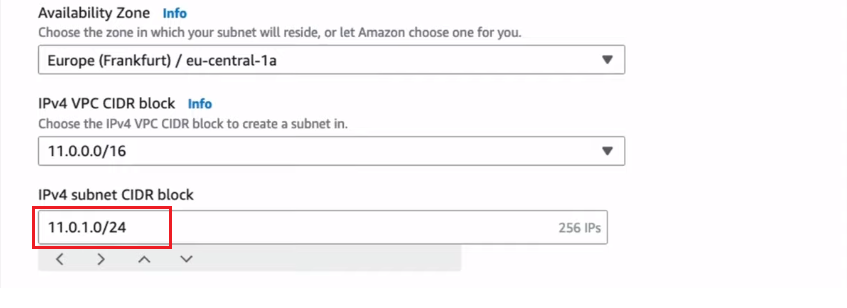 Availability Zone Info
Choose the zone in which your subnet will reside, or let Amazon choose one for you.
Europe (Frankfurt) / eu-central-1a
IPv4 VPC CIDR block Info
Choose the IPv4 VPC CIDR block to create a subnet in.
11.0.0.0/16
IPv4 subnet CIDR block
11.0.1.0/24 256 IPs